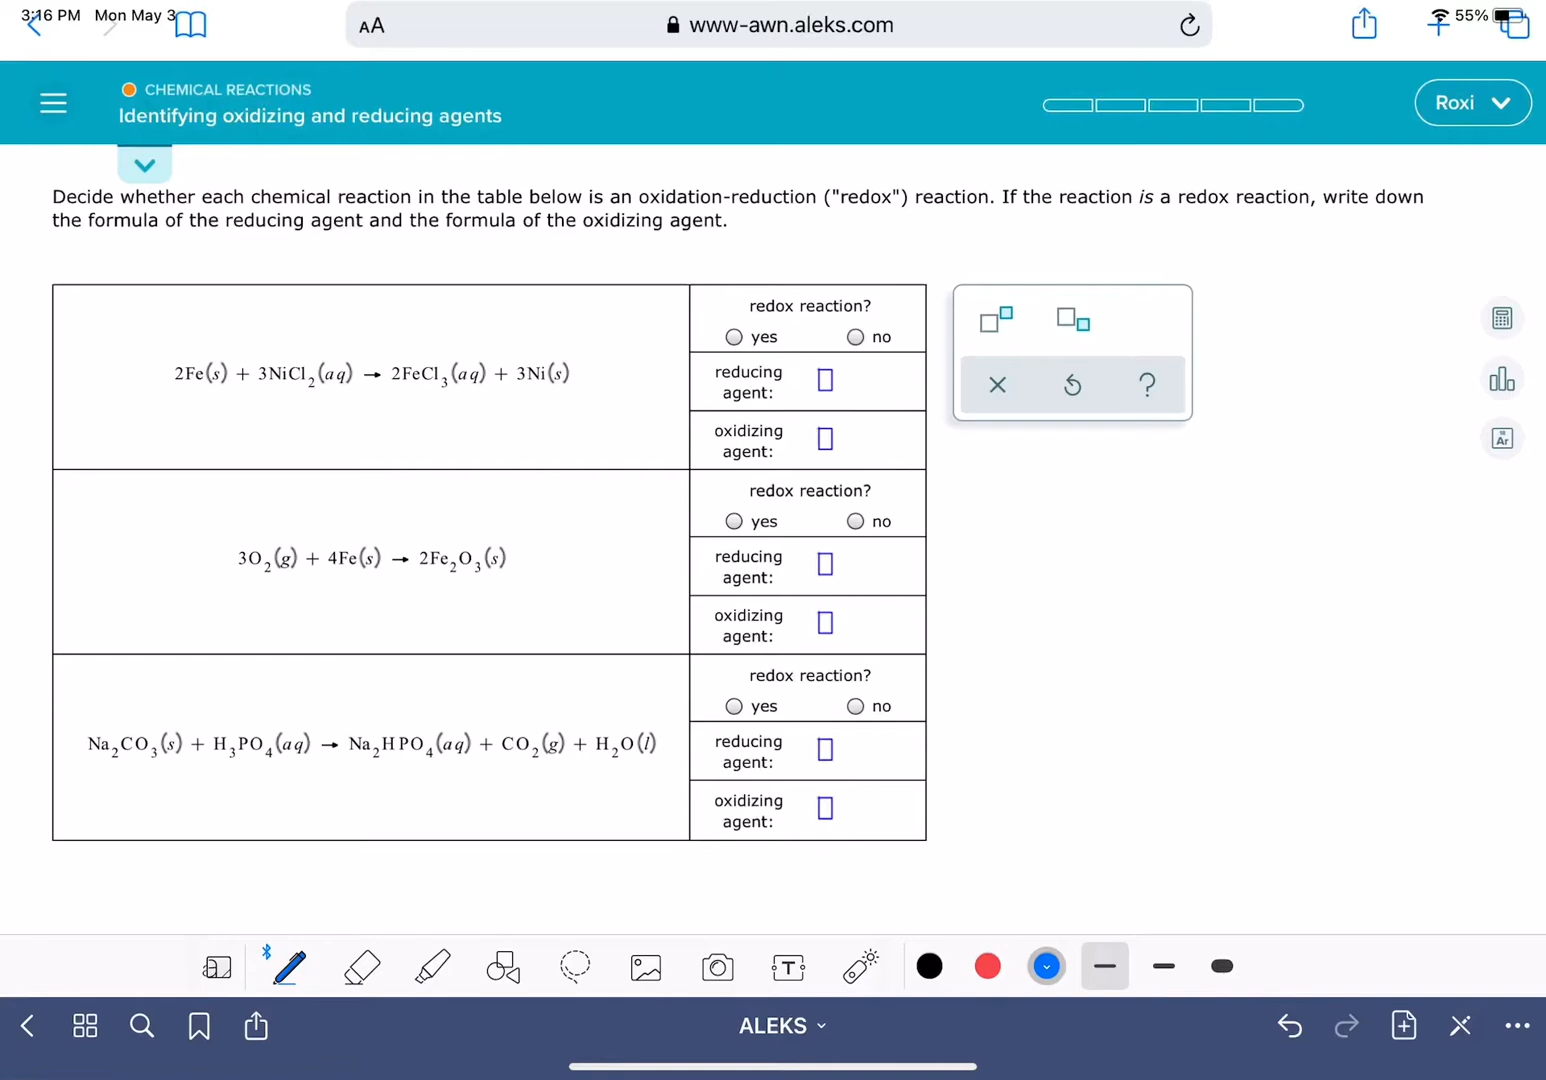 3:16 PM Mon May 3
AA
www-awn.aleks.com
55%
CHEMICAL REACTIONS
Identifying oxidizing and reducing agents
Roxi
Decide whether each chemical reaction in the table below is an oxidation-reduction ("redox") reaction. If the reaction is a redox reaction, write down
the formula of the reducing agent and the formula of the oxidizing agent.
2Fe(s) + 3NiCl₂(aq) → 2FeCl₃(aq) + 3Ni(s)
redox reaction?
yes no
reducing
agent:
oxidizing
agent:
3O₂(g) + 4Fe(s) → 2Fe₂O₃(s)
redox reaction?
yes no
reducing
agent:
oxidizing
agent:
Na₂CO₃(s) + H₃PO₄(aq) → Na₂HPO₄(aq) + CO₂(g) + H₂O(l)
redox reaction?
yes no
reducing
agent:
oxidizing
agent:
?
18
Ar
a
T
ALEKS